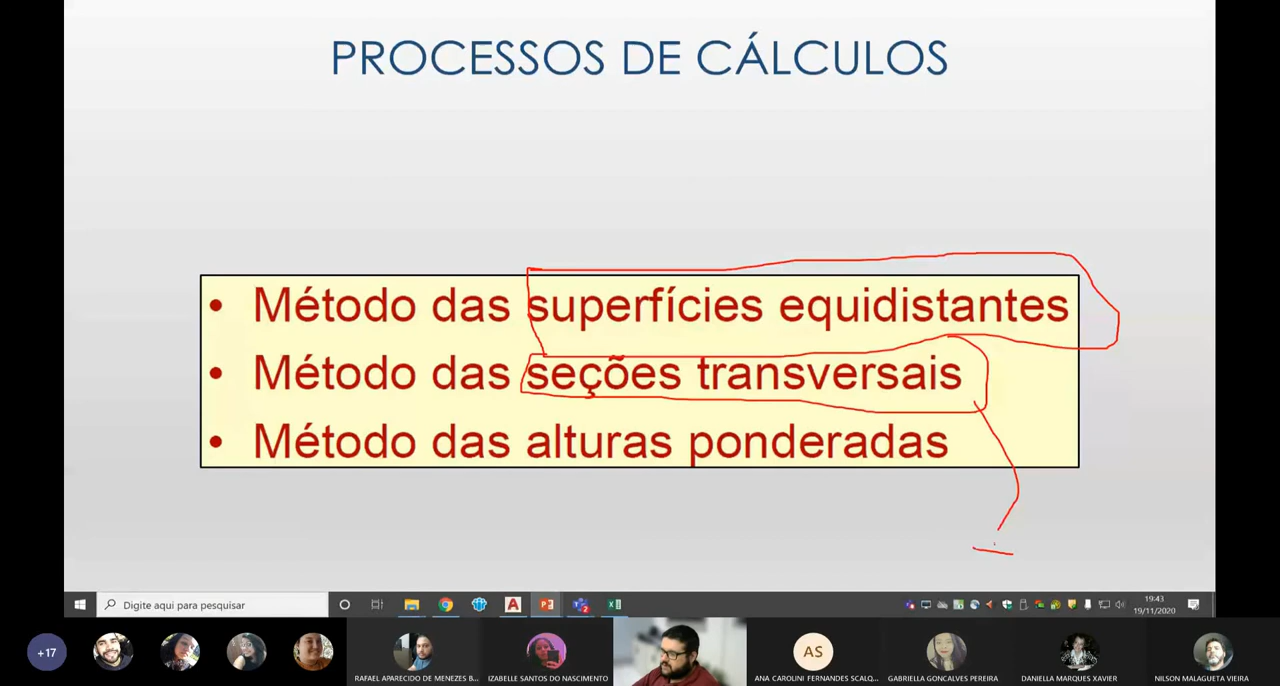 PROCESSOS DE CÁLCULOS
• Método das superfícies equidistantes
• Método das seções transversais
• Método das alturas ponderadas
Digite aqui para pesquisar
19:43
19/11/2020
+17
RAFAEL APARECIDO DE MENEZES B...
IZABELLE SANTOS DO NASCIMENTO
AS
ANA CAROLINI FERNANDES SCALQ...
GABRIELLA GONCALVES PEREIRA
DANIELLA MARQUES XAVIER
NILSON MALAGUETA VIEIRA